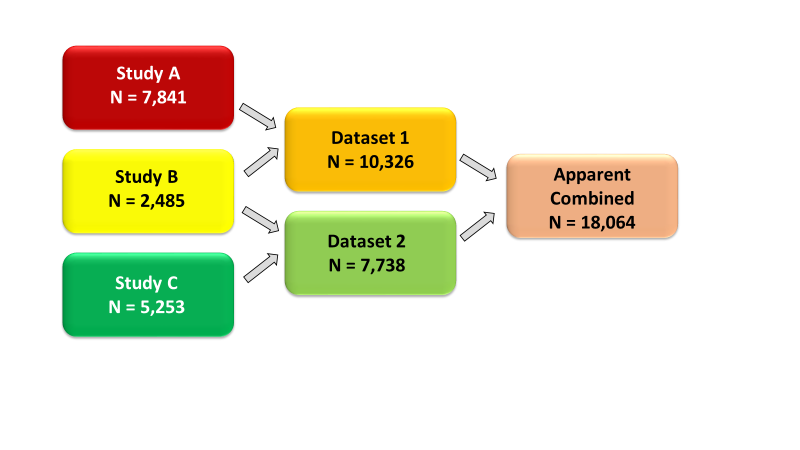 Study A
N = 7,841
Study B
N = 2,485
Study C
N = 5,253
Dataset 1
N = 10,326
Dataset 2
N = 7,738
Apparent
Combined
N = 18,064